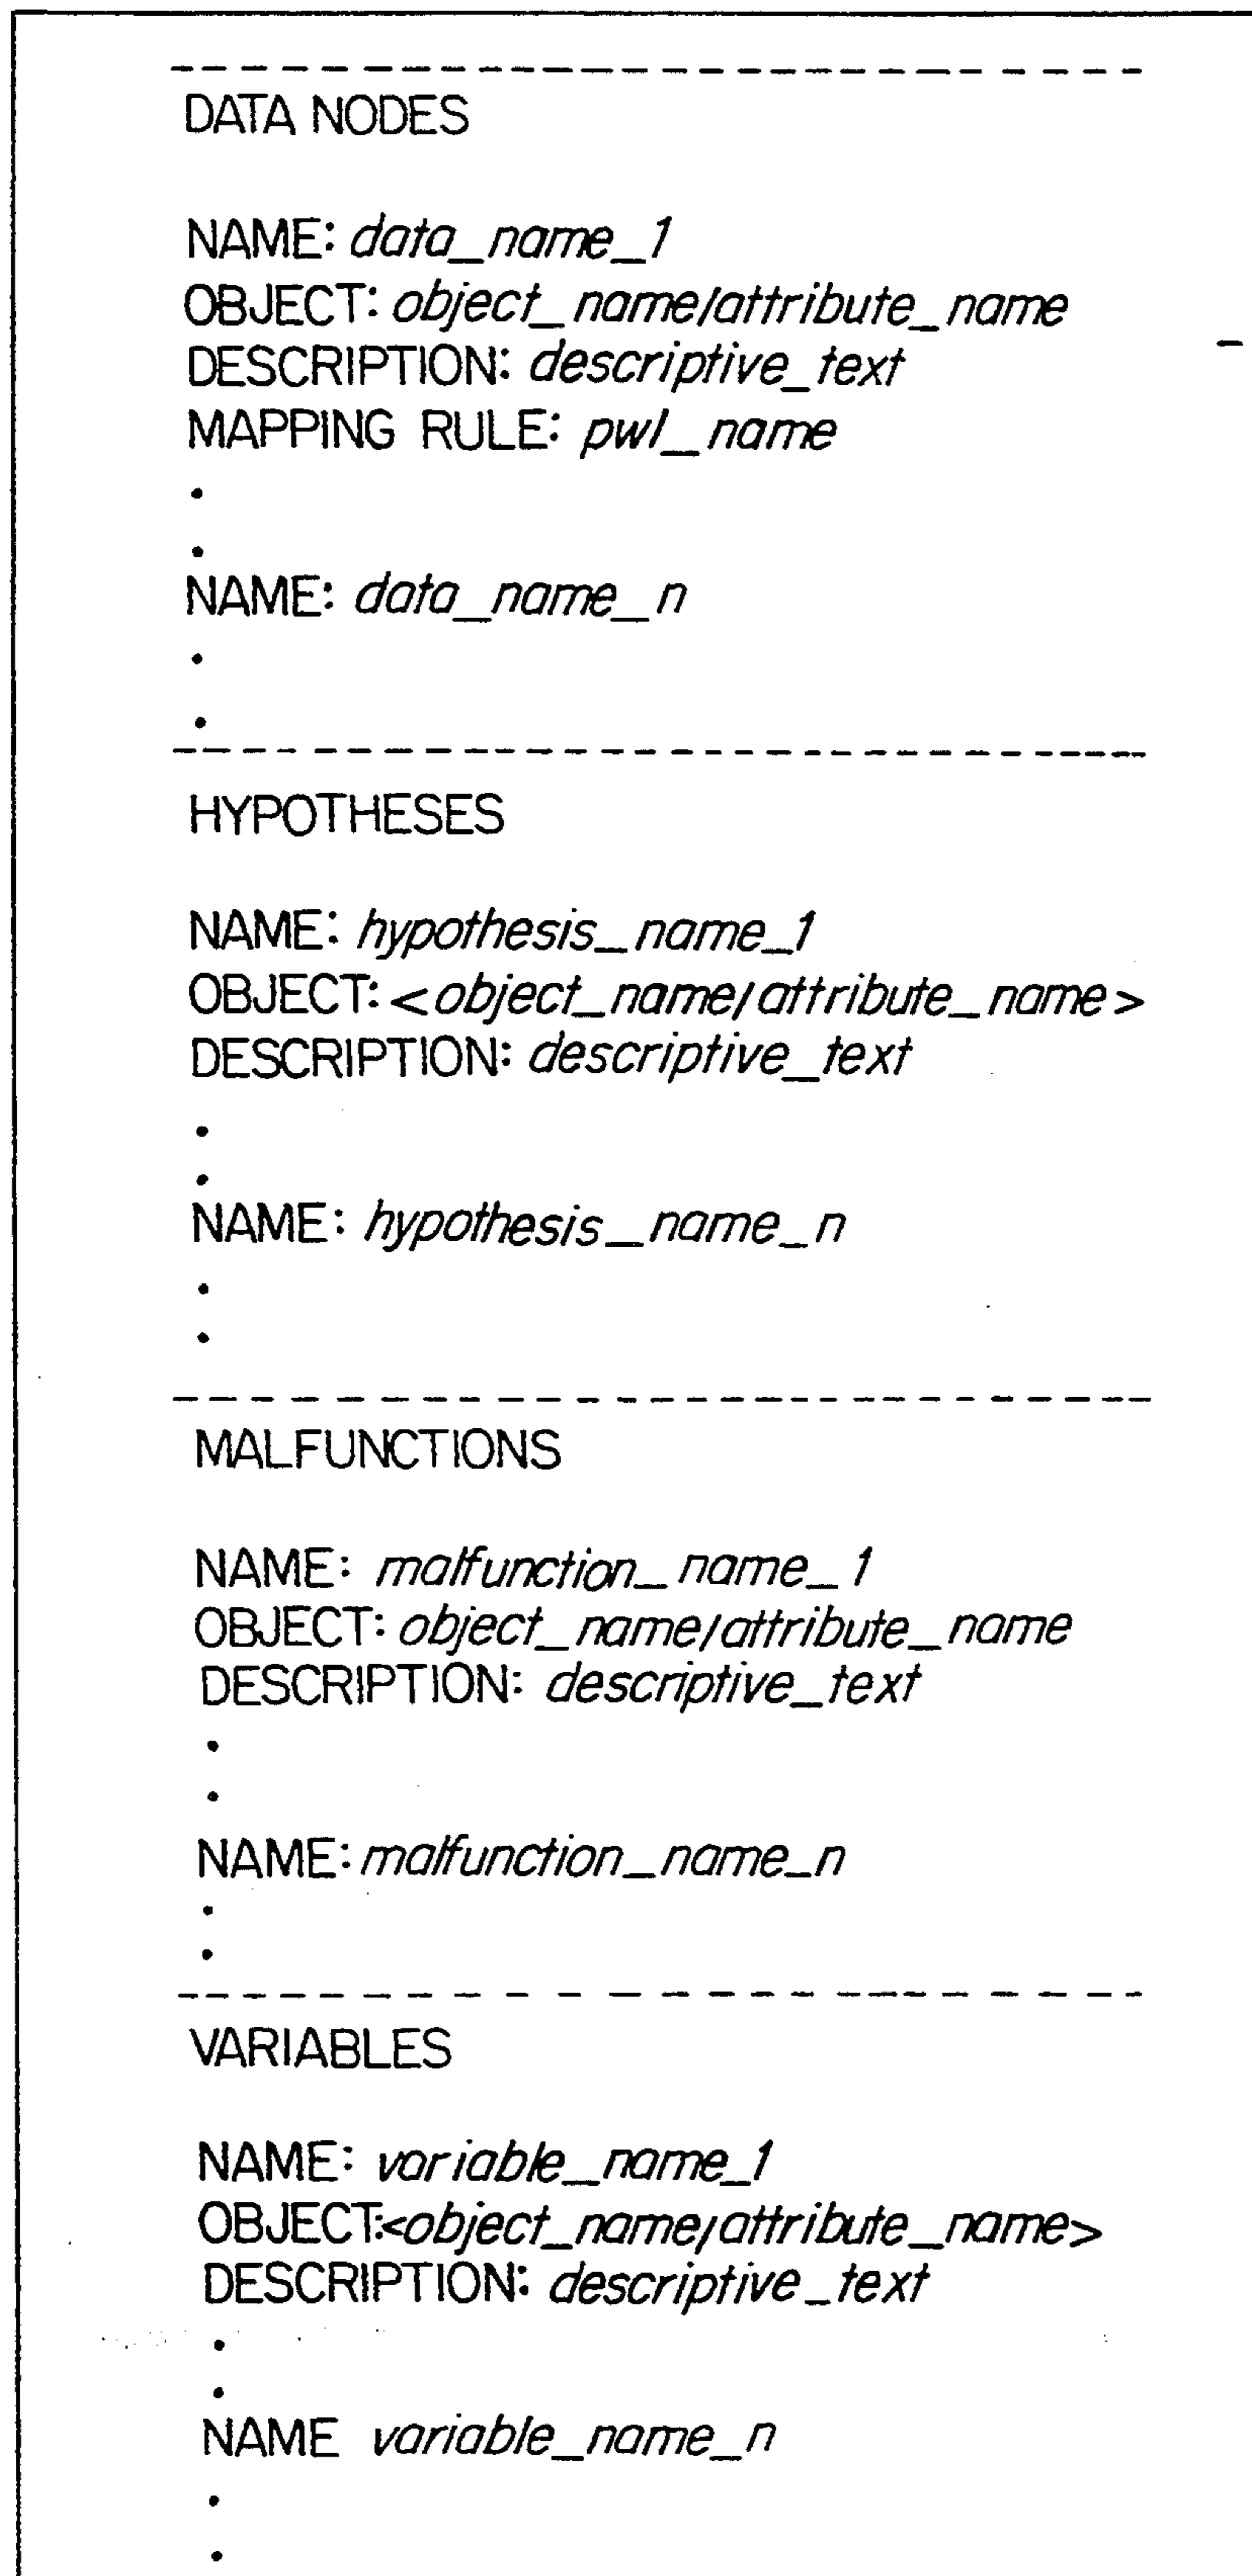 DATA NODES
NAME: data_name_1
OBJECT: object_name/attribute_name
DESCRIPTION: descriptive_text
MAPPING RULE: pwl_name
.
.
NAME: data_name_n
.
.
HYPOTHESES
NAME: hypothesis_name_1
OBJECT: <object_name/attribute_name>
DESCRIPTION: descriptive_text
.
.
NAME: hypothesis_name_n
.
.
MALFUNCTIONS
NAME: malfunction_name_1
OBJECT: object_name/attribute_name
DESCRIPTION: descriptive_text
.
.
NAME: malfunction_name_n
.
.
VARIABLES
NAME: variable_name_1
OBJECT:<object_name/attribute_name>
DESCRIPTION: descriptive_text
.
.
NAME variable_name_n
.
.